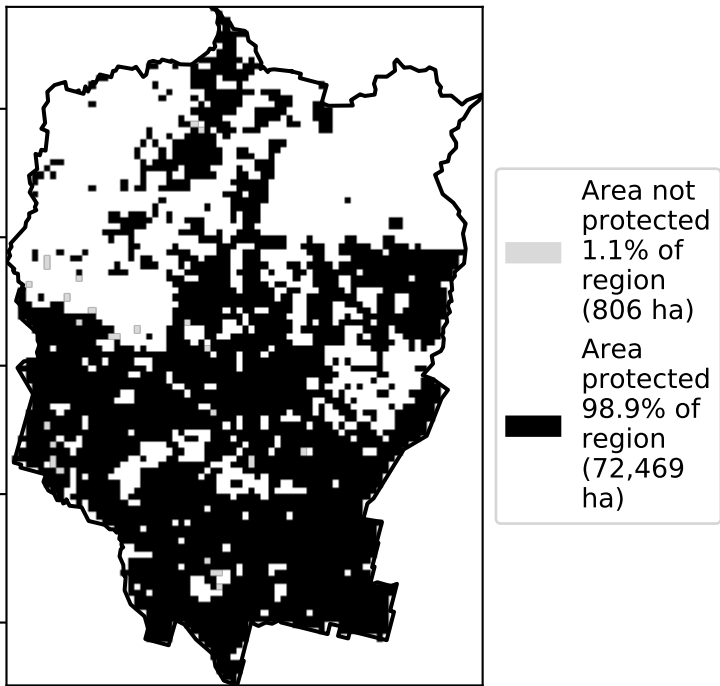 Area not
protected
1.1% of
region
(806 ha)
Area
protected
98.9% of
region
(72,469
ha)